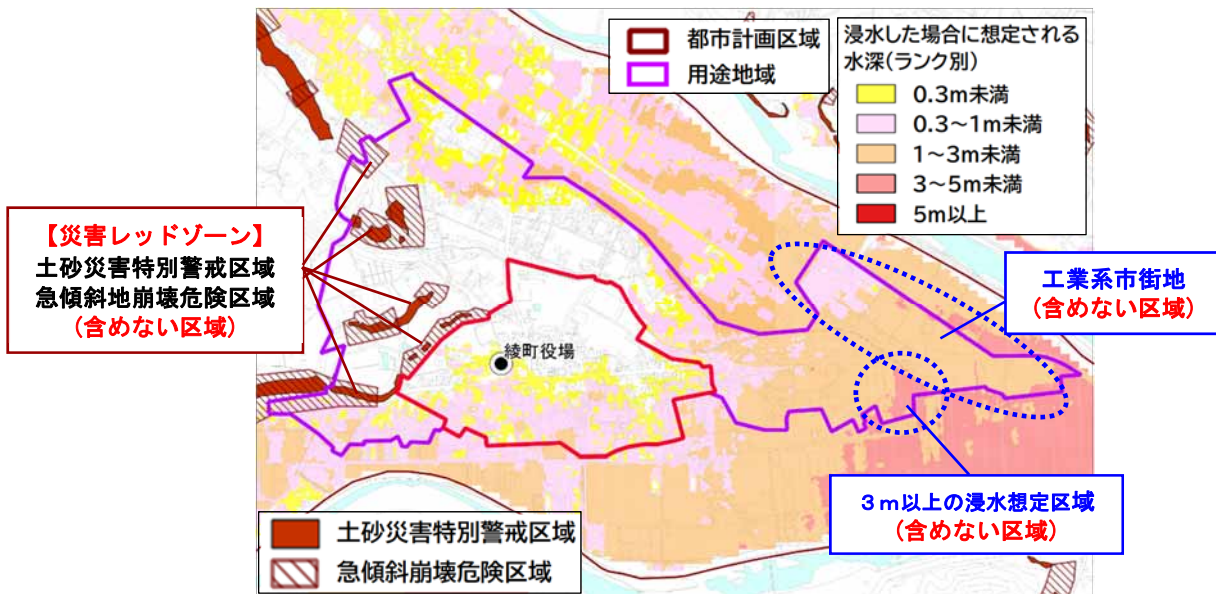 都市計画区域
用途地域
浸水した場合に想定される
水深(ランク別)
0.3m未満
0.3～1m未満
1～3m未満
3～5m未満
5m以上
【災害レッドゾーン】
土砂災害特別警戒区域
急傾斜地崩壊危険区域
(含めない区域)
工業系市街地
(含めない区域)
綾町役場
３ｍ以上の浸水想定区域
(含めない区域)
土砂災害特別警戒区域
急傾斜崩壊危険区域